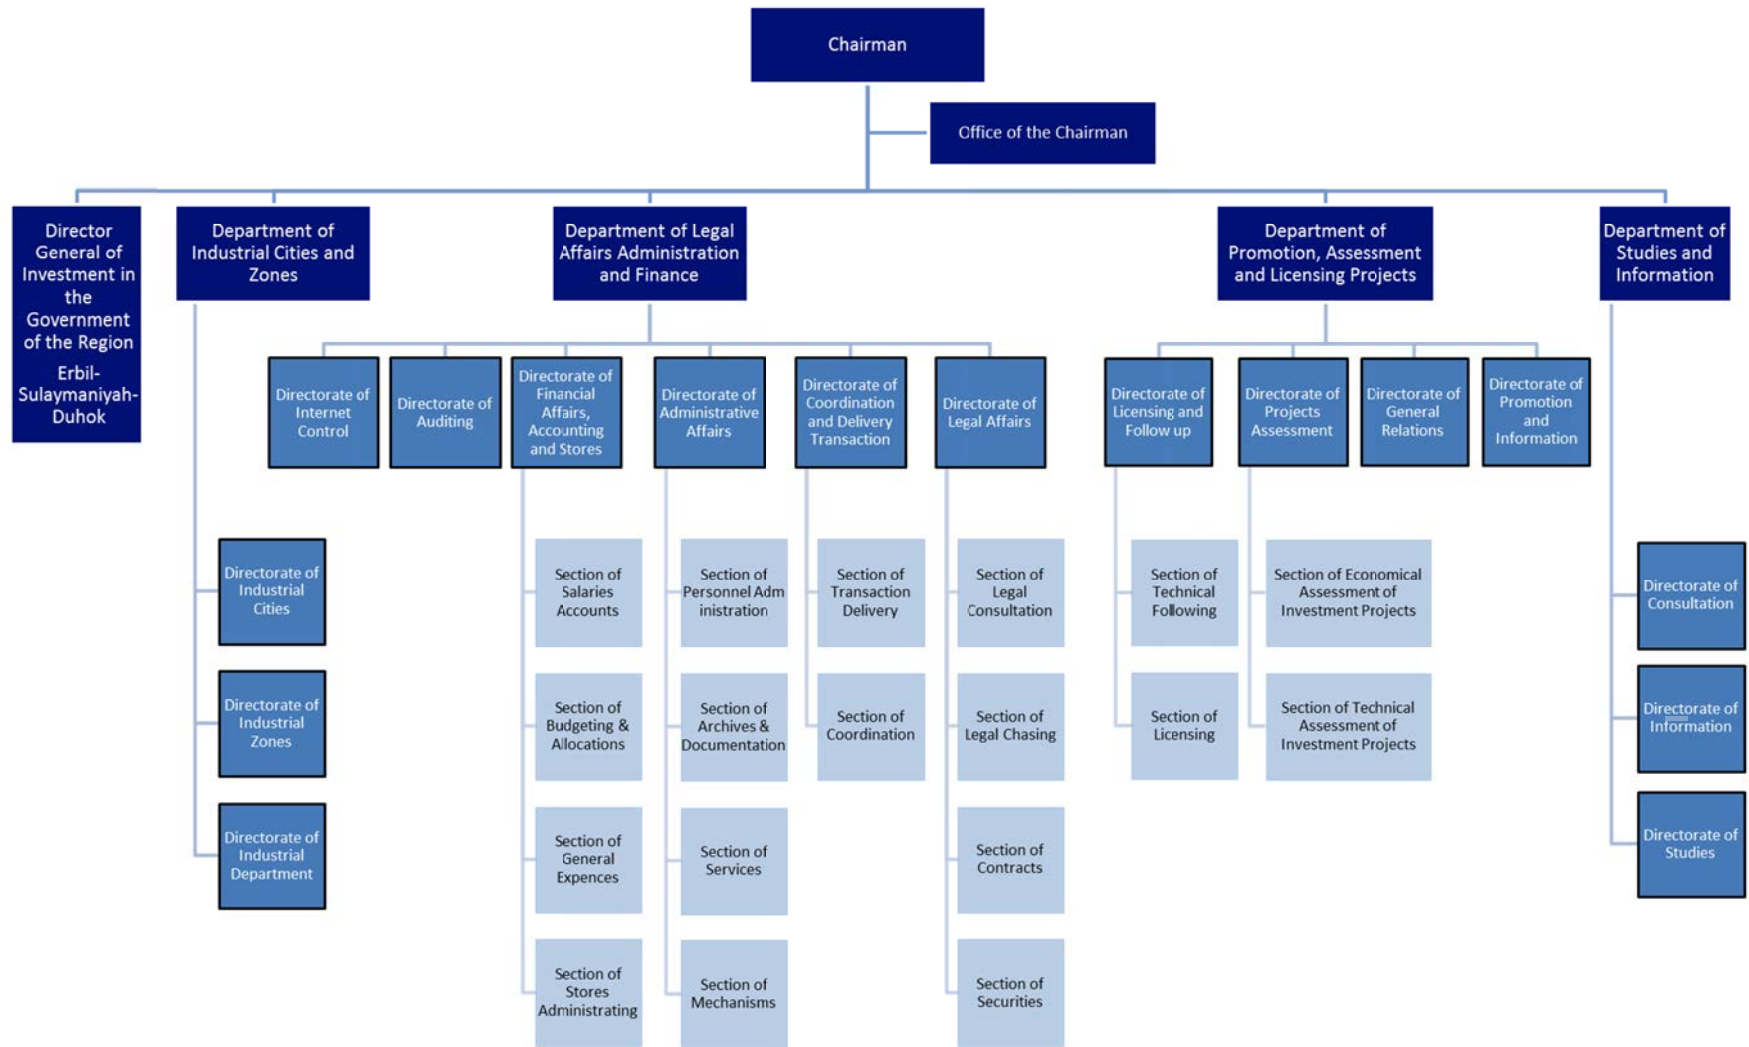 Chairman
Office of the Chairman
Director
General of
Investment in
the
Government
of the Region
Erbil-
Sulaymaniyah-
Duhok
Department of
Industrial Cities and
Zones
Department of Legal
Affairs Administration
and Finance
Department of
Promotion, Assessment
and Licensing Projects
Department of
Studies and
Information
Directorate of
Internet
Control
Directorate of
Auditing
Directorate of
Financial
Affairs,
Accounting
and Stores
Directorate of
Administrative
Affairs
Directorate of
Coordination
and Delivery
Transaction
Directorate of
Legal Affairs
Directorate of
Licensing and
Follow up
Directorate of
Projects
Assessment
Directorate of
General
Relations
Directorate of
Promotion
and
Information
Directorate of
Industrial
Cities
Directorate of
Industrial
Zones
Directorate of
Industrial
Department
Section of
Salaries
Accounts
Section of
Budgeting &
Allocations
Section of
General
Expences
Section of
Stores
Administrating
Section of
Personnel Adm
inistration
Section of
Archives &
Documentation
Section of
Services
Section of
Mechanisms
Section of
Transaction
Delivery
Section of
Coordination
Section of
Legal
Consultation
Section of
Legal Chasing
Section of
Contracts
Section of
Securities
Section of
Technical
Following
Section of
Licensing
Section of Economical
Assessment of
Investment Projects
Section of Technical
Assessment of
Investment Projects
Directorate of
Consultation
Directorate of
Information
Directorate of
Studies